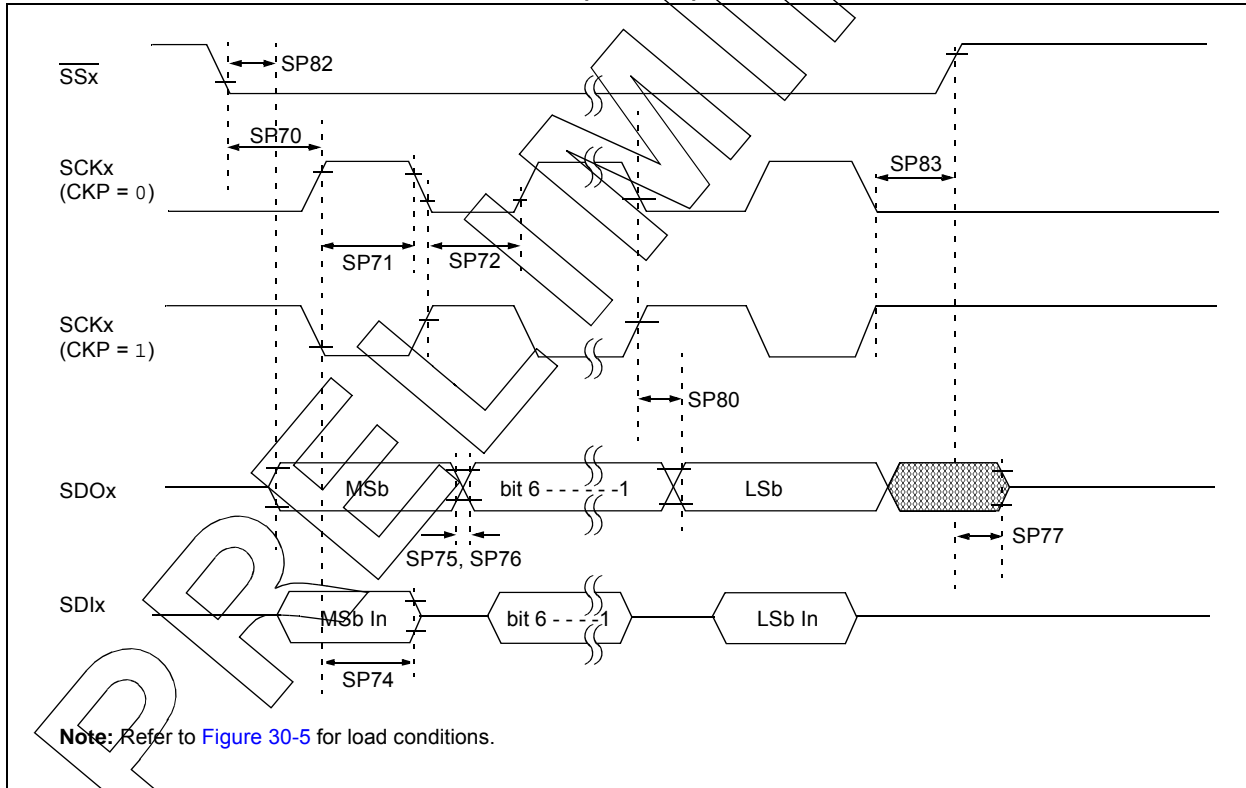 SP82
SSx
SP70
SCKx
(CKP = 0)
SP83
SP71
SP72
SCKx
(CKP = 1)
SP80
SDOx
MSb
bit 6 - - - - - -1
LSb
SP75, SP76
SP77
SDIx
MSb In
bit 6 - - - -1
LSb In
SP74
Note: Refer to Figure 30-5 for load conditions.
PRELIMIN